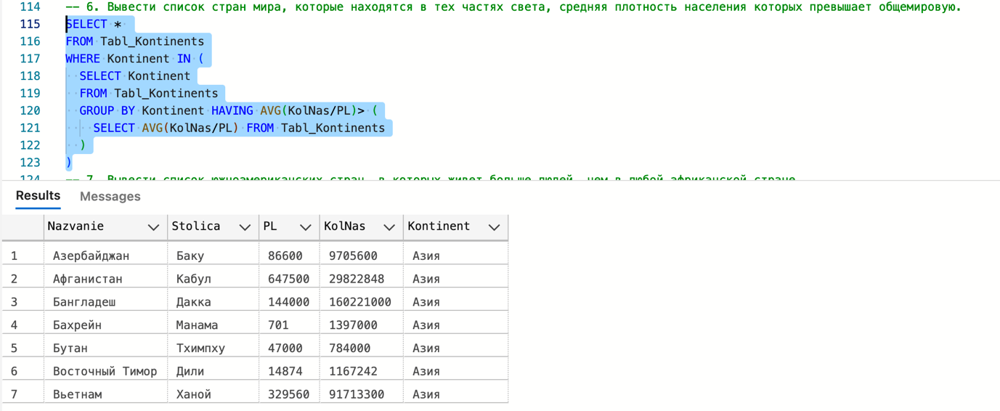 114 -- 6. Вывести список стран мира, которые находятся в тех частях света, средняя плотность населения которых превышает общемировую.
115 SELECT *
116 FROM Tabl_Kontinents
117 WHERE Kontinent IN (
118 SELECT Kontinent
119 FROM Tabl_Kontinents
120 GROUP BY Kontinent HAVING AVG(KolNas/PL)> (
121 SELECT AVG(KolNas/PL) FROM Tabl_Kontinents
122 )
123 )
124 -- 7. Вывести список южноамериканских стран, в которых живет больше людей, чем в любой африканской стране
Results Messages
Nazvanie Stolica PL KolNas Kontinent
1 Азербайджан Баку 86600 9705600 Азия
2 Афганистан Кабул 647500 29822848 Азия
3 Бангладеш Дакка 144000 160221000 Азия
4 Бахрейн Манама 701 1397000 Азия
5 Бутан Тхимпху 47000 784000 Азия
6 Восточный Тимор Дили 14874 1167242 Азия
7 Вьетнам Ханой 329560 91713300 Азия